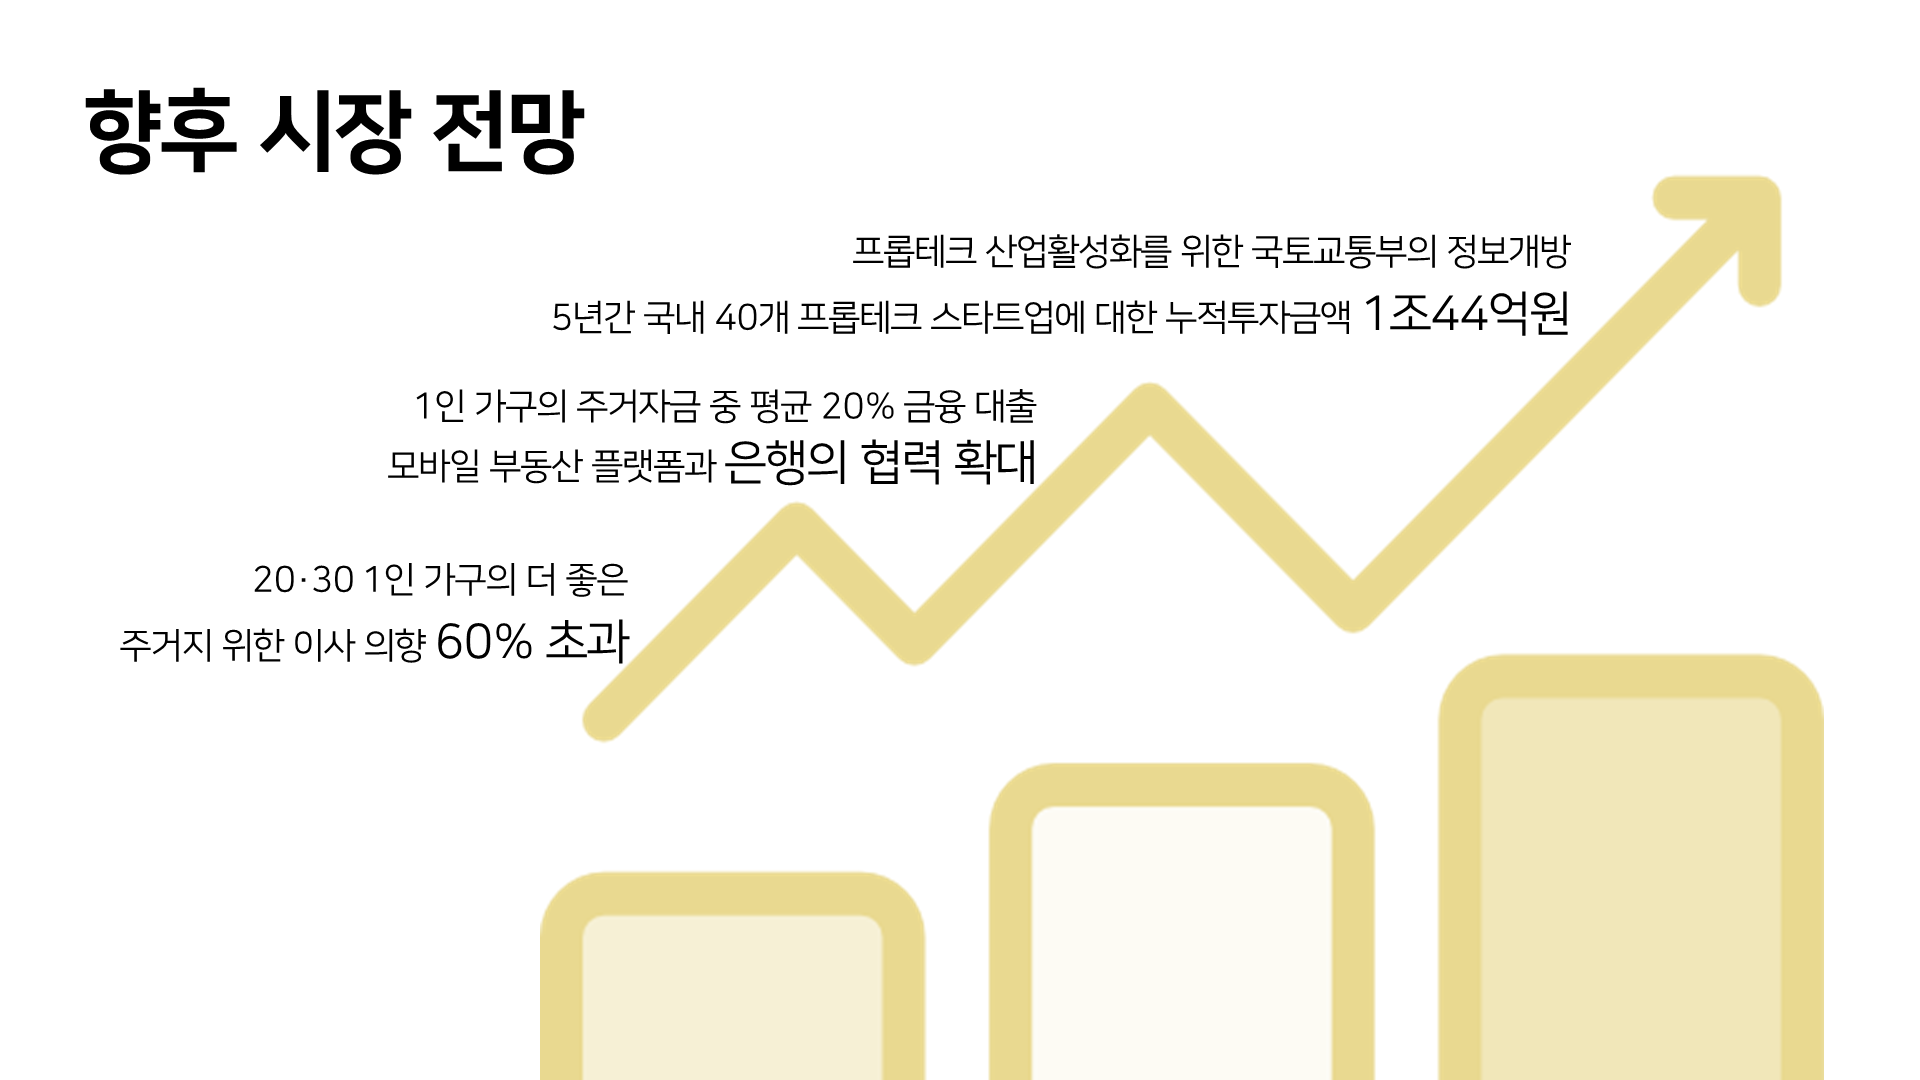 향후 시장 전망
프롭테크 산업활성화를 위한 국토교통부의 정보개방
5년간 국내 40개 프롭테크 스타트업에 대한 누적투자금액 1조44억원
1인 가구의 주거자금 중 평균 20% 금융 대출
모바일 부동산 플랫폼과 은행의 협력 확대
20·30 1인 가구의 더 좋은
주거지 위한 이사 의향 60% 초과